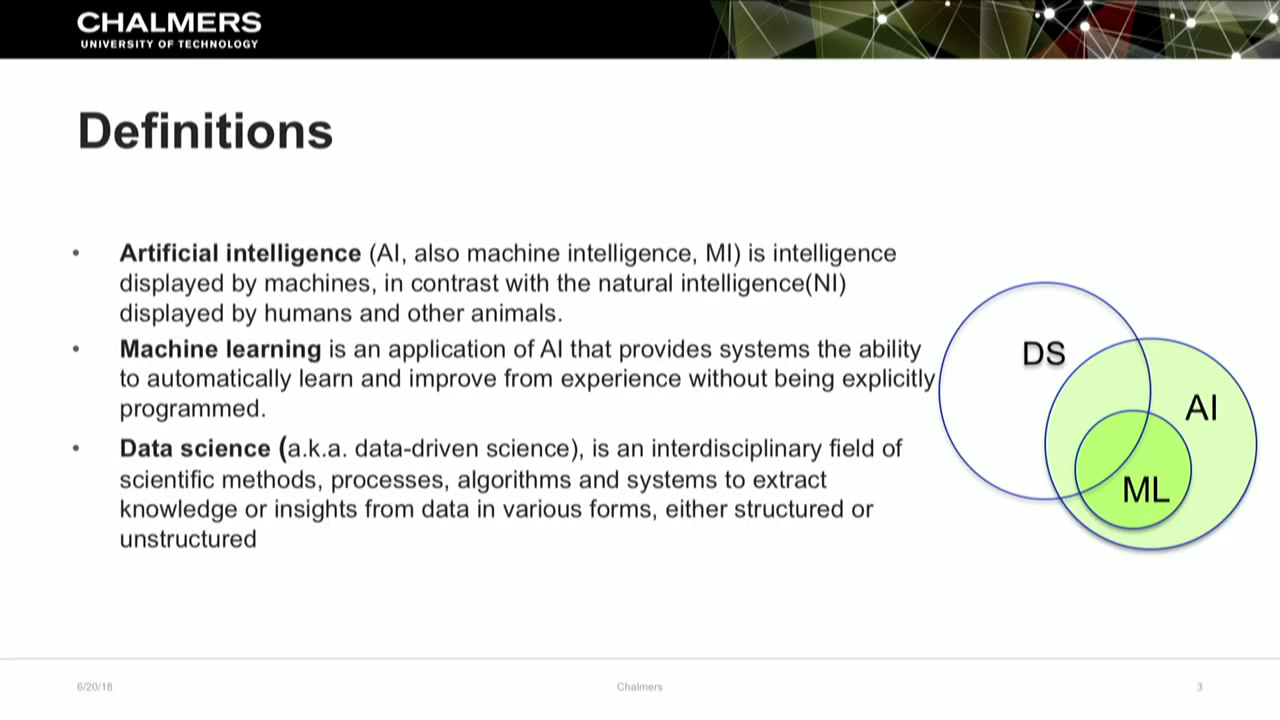 CHALMERS
UNIVERSITY OF TECHNOLOGY
Definitions
• Artificial intelligence (AI, also machine intelligence, MI) is intelligence
displayed by machines, in contrast with the natural intelligence(NI)
displayed by humans and other animals.
• Machine learning is an application of AI that provides systems the ability
to automatically learn and improve from experience without being explicitly
programmed.
• Data science (a.k.a. data-driven science), is an interdisciplinary field of
scientific methods, processes, algorithms and systems to extract
knowledge or insights from data in various forms, either structured or
unstructured
DS
AI
ML
6/20/18
Chalmers
3